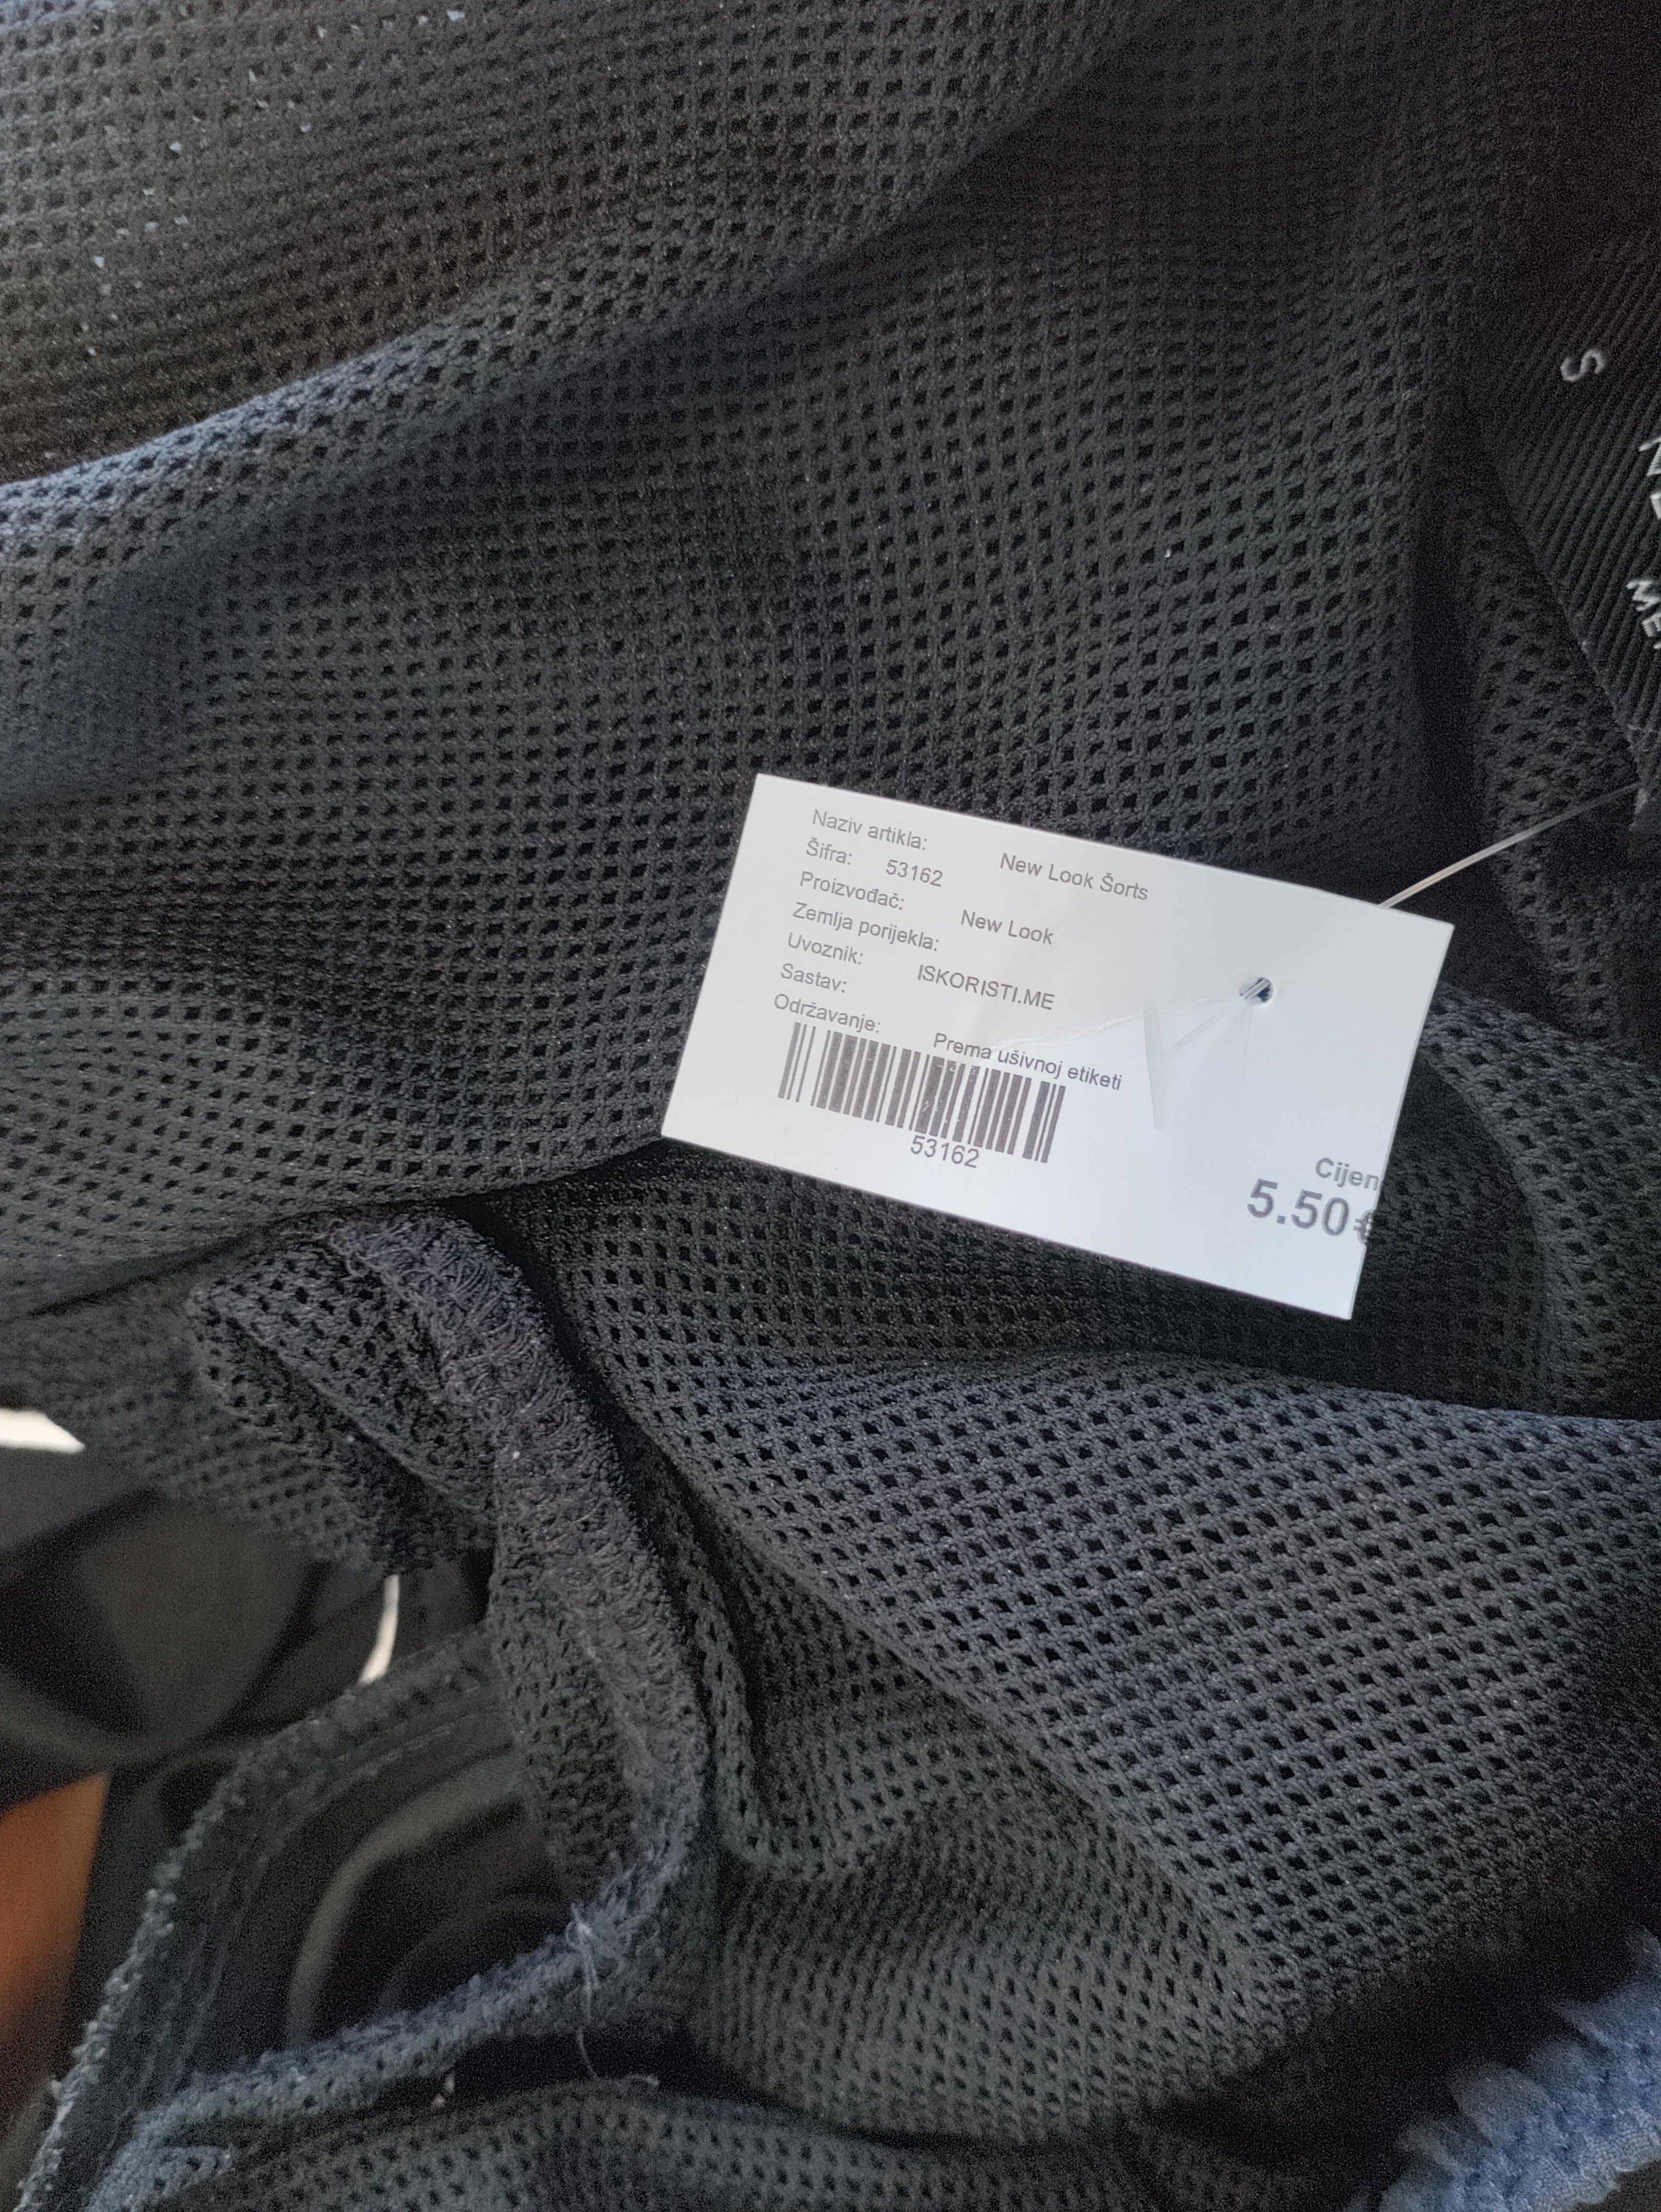 S
Naziv artikla: New Look Šorts
Šifra: 53162
Proizvođač: New Look
Zemlja porijekla:
Uvoznik: ISKORISTI.ME
Sastav:
Održavanje: Prema ušivnoj etiketi
53162
Cijen
5.50€